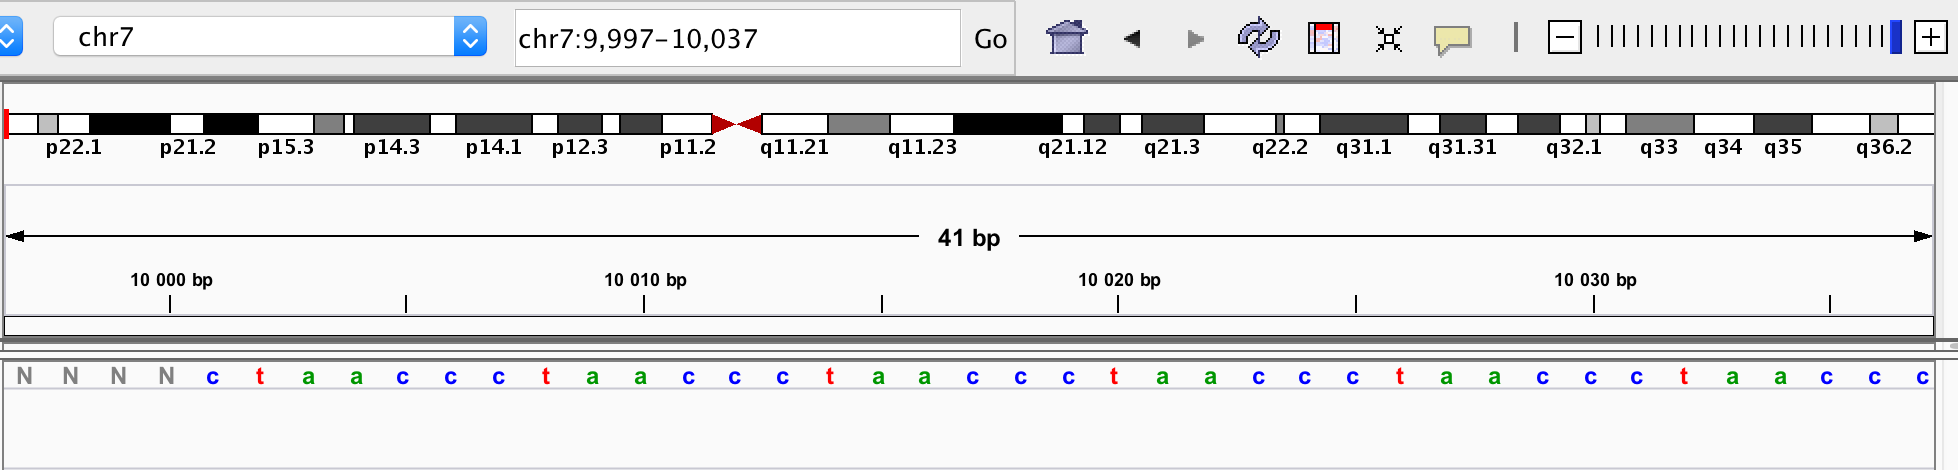 chr7 chr7:9,997-10,037 Go
p22.1 p21.2 p15.3 p14.3 p14.1 p12.3 p11.2 q11.21 q11.23 q21.12 q21.3 q22.2 q31.1 q31.31 q32.1 q33 q34 q35 q36.2
41 bp
10 000 bp 10 010 bp 10 020 bp 10 030 bp
N N N N c t a a c c c t a a c c c t a a c c c t a a c c c t a a c c c t a a c c c